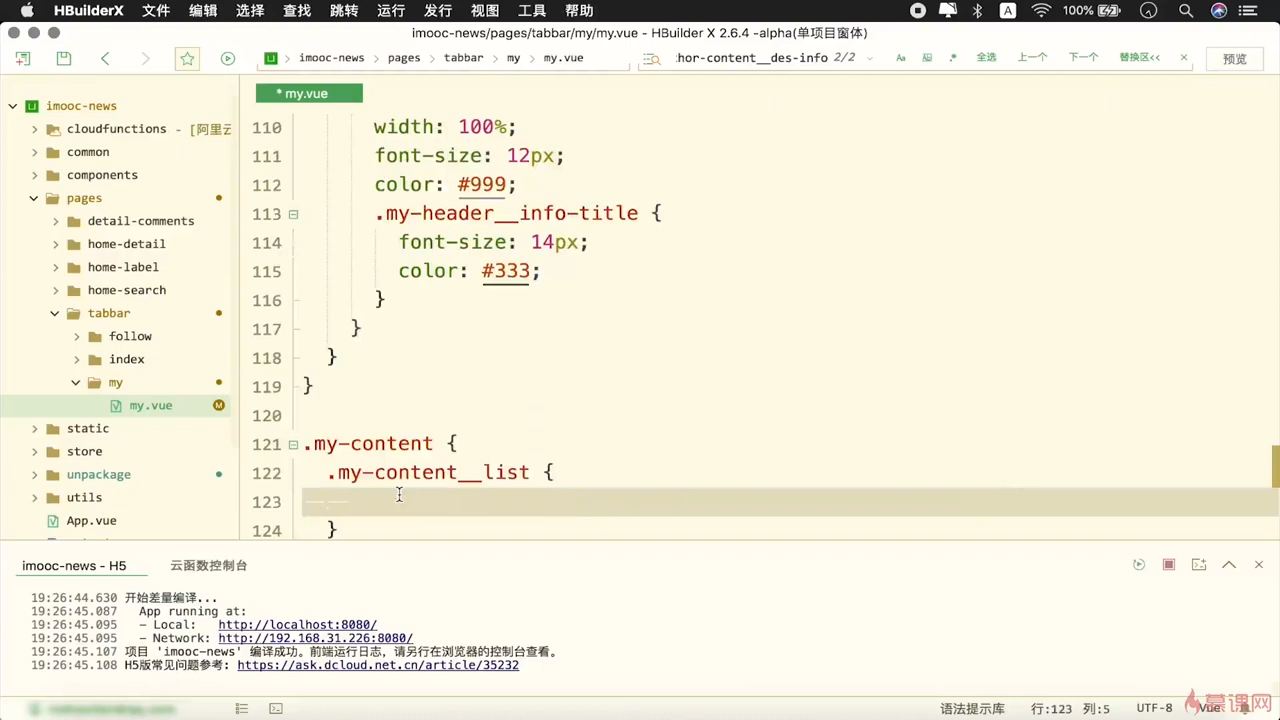 HBuilderX 文件 编辑 选择 查找 跳转 运行 发行 视图 工具 帮助 A 100%
imooc-news/pages/tabbar/my/my.vue - HBuilder X 2.6.4 -alpha(单项目窗体)
imooc-news pages tabbar my my.vue :hor-content__des-info 2/2 Aa .* 全选 上一个 下一个 替换区<< 预览
imooc-news
cloudfunctions - [阿里云
common
components
pages
detail-comments
home-detail
home-label
home-search
tabbar
follow
index
my
my.vue M
static
store
unpackage
utils
App.vue
* my.vue
110 width: 100%;
111 font-size: 12px;
112 color: #999;
113 .my-header__info-title {
114 font-size: 14px;
115 color: #333;
116 }
117 }
118 }
119 }
120
121 .my-content {
122 .my-content__list {
123
124 }
imooc-news - H5 云函数控制台
19:26:44.630 开始差量编译...
19:26:45.087 App running at:
19:26:45.095 - Local: http://localhost:8080/
19:26:45.095 - Network: http://192.168.31.226:8080/
19:26:45.107 项目 'imooc-news' 编译成功。前端运行日志，请另行在浏览器的控制台查看。
19:26:45.108 H5版常见问题参考: https://ask.dcloud.net.cn/article/35232
语法提示库 行:123 列:5 UTF-8 Vue
慕课网